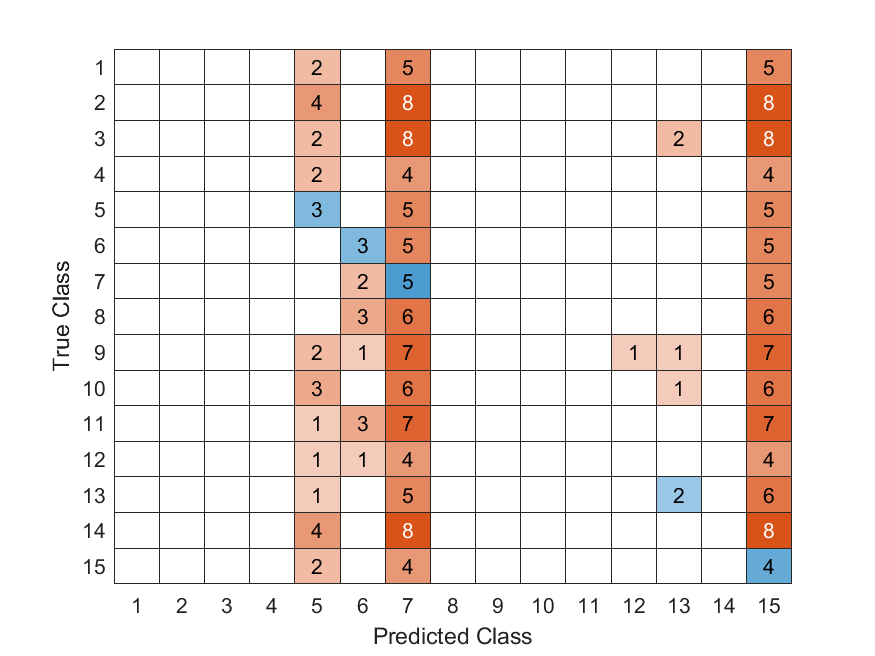 1 2 5 5
2 4 8 8
3 2 8 2 8
4 2 4 4
5 3 5 5
6 3 5 5
7 2 5 5
8 3 6 6
9 2 1 7 1 1 7
10 3 6 1 6
11 1 3 7 7
12 1 1 4 4
13 1 5 2 6
14 4 8 8
15 2 4 4
True Class
1 2 3 4 5 6 7 8 9 10 11 12 13 14 15
Predicted Class